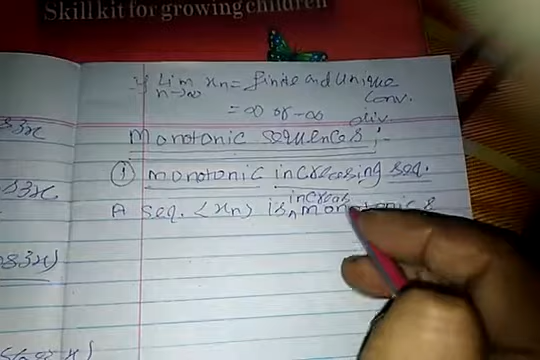 Skill kit for growing children
if Lim n→∞ xn = finite and unique conv.
= ∞ or -∞ div.
Monotonic sequences :-
① monotonic increasing seq.
A seq. <xn> is increas monotonic